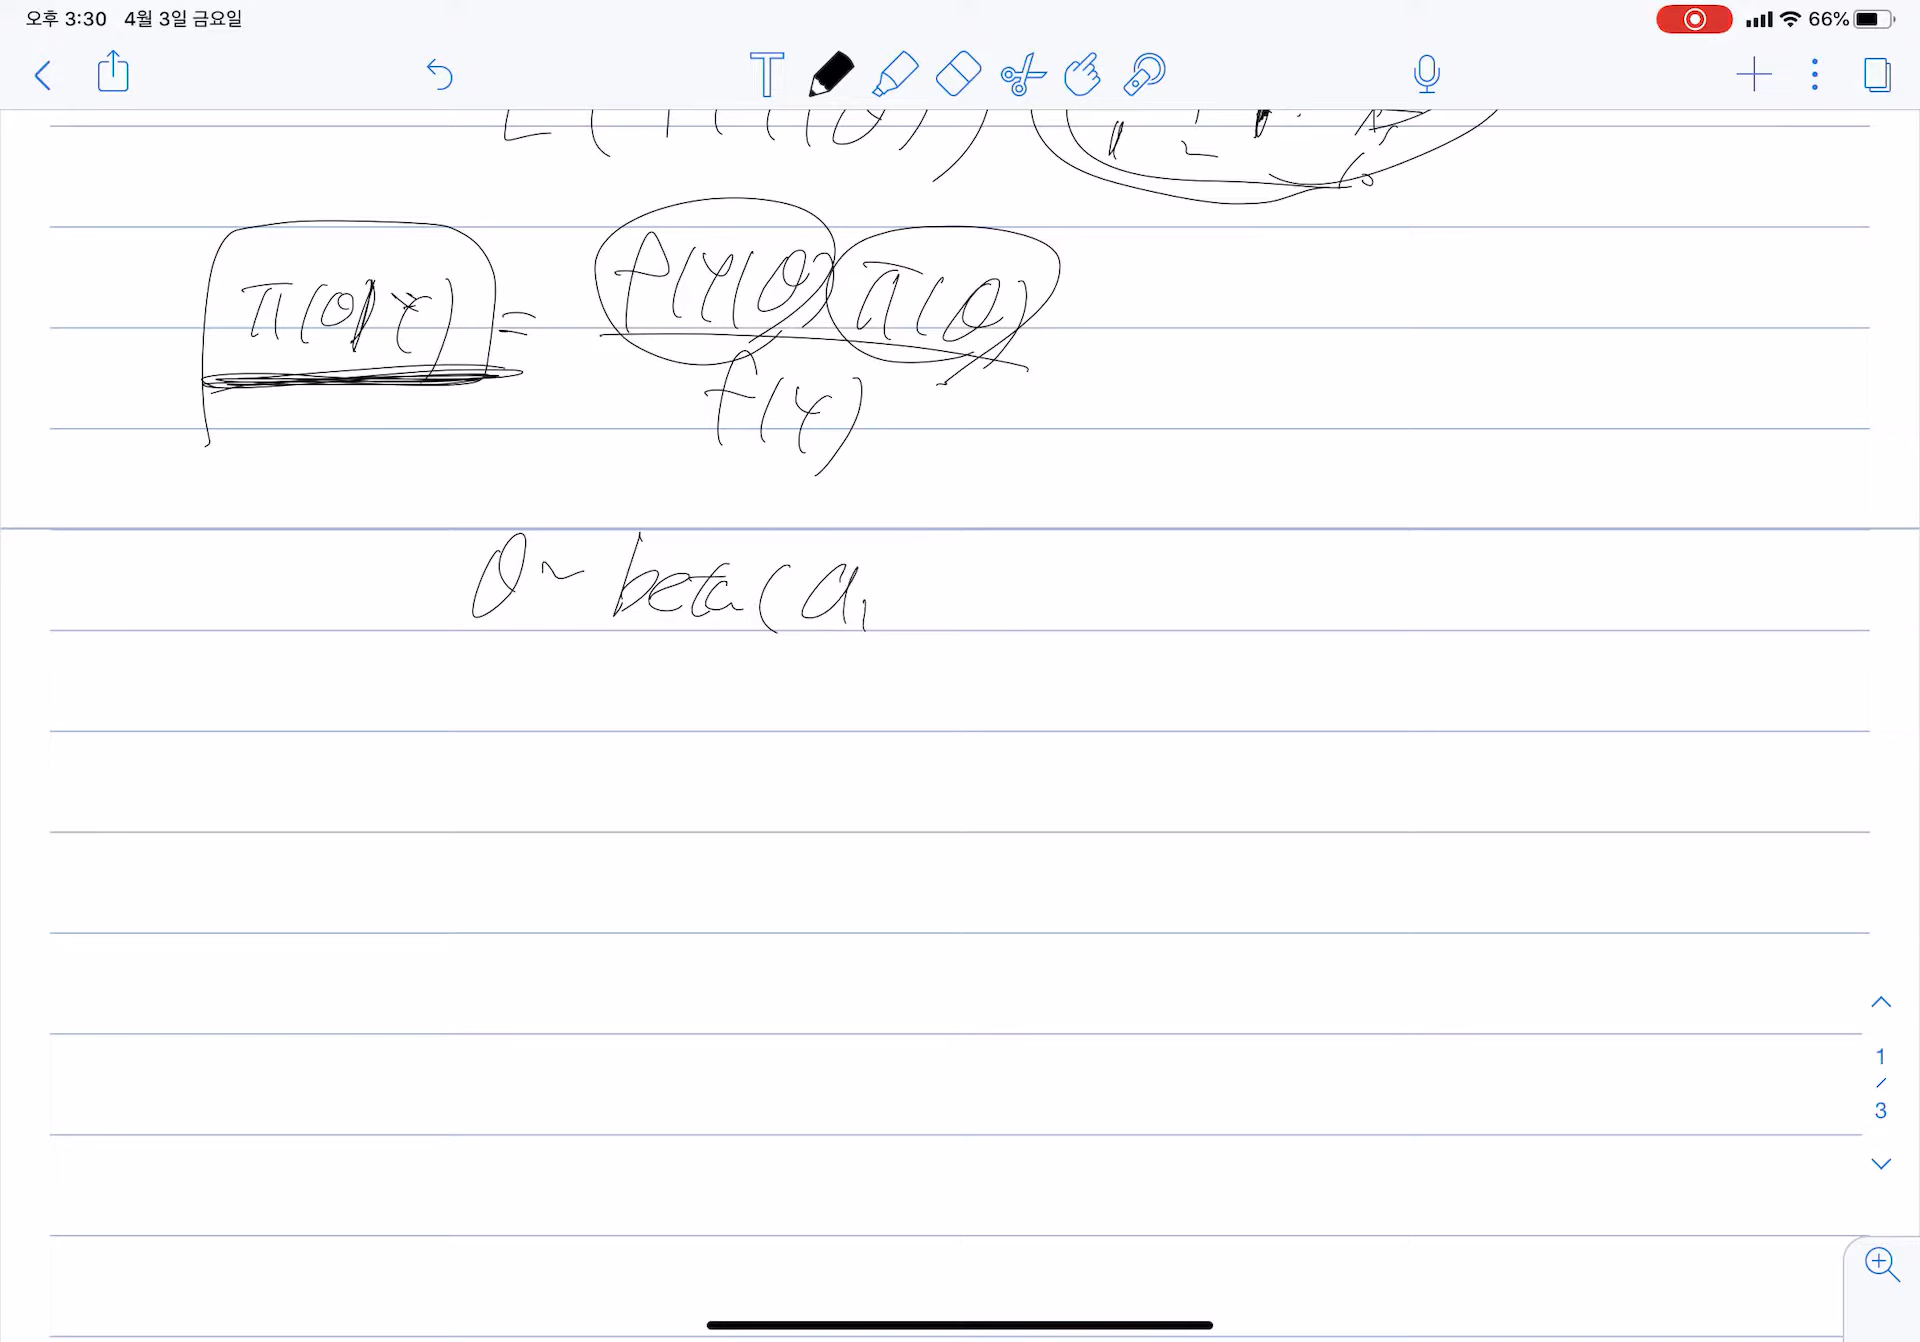 오후 3:30 4월 3일 금요일 66%
T
π(θ|Y) = f(Y|θ) π(θ)
f(Y)
θ ~ beta(a,
1
/
3